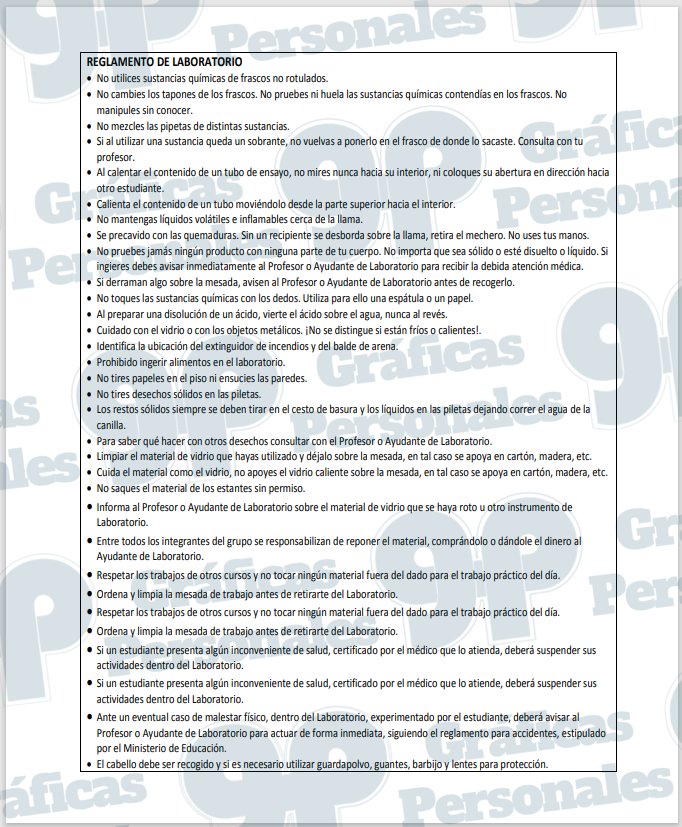 REGLAMENTO DE LABORATORIO
• No utilices sustancias químicas de frascos no rotulados.
• No cambies los tapones de los frascos. No pruebes ni huela las sustancias químicas contendías en los frascos. No
manipules sin conocer.
• No mezcles las pipetas de distintas sustancias.
• Si al utilizar una sustancia queda un sobrante, no vuelvas a ponerlo en el frasco de donde lo sacaste. Consulta con tu
profesor.
• Al calentar el contenido de un tubo de ensayo, no mires nunca hacia su interior, ni coloques su abertura en dirección hacia
otro estudiante.
• Calienta el contenido de un tubo moviéndolo desde la parte superior hacia el interior.
• No mantengas líquidos volátiles e inflamables cerca de la llama.
• Se precavido con las quemaduras. Sin un recipiente se desborda sobre la llama, retira el mechero. No uses tus manos.
• No pruebes jamás ningún producto con ninguna parte de tu cuerpo. No importa que sea sólido o esté disuelto o líquido. Si
ingieres debes avisar inmediatamente al Profesor o Ayudante de Laboratorio para recibir la debida atención médica.
• Si derraman algo sobre la mesada, avisen al Profesor o Ayudante de Laboratorio antes de recogerlo.
• No toques las sustancias químicas con los dedos. Utiliza para ello una espátula o un papel.
• Al preparar una disolución de un ácido, vierte el ácido sobre el agua, nunca al revés.
• Cuidado con el vidrio o con los objetos metálicos. ¡No se distingue si están fríos o calientes!.
• Identifica la ubicación del extinguidor de incendios y del balde de arena.
• Prohibido ingerir alimentos en el laboratorio.
• No tires papeles en el piso ni ensucies las paredes.
• No tires desechos sólidos en las piletas.
• Los restos sólidos siempre se deben tirar en el cesto de basura y los líquidos en las piletas dejando correr el agua de la
canilla.
• Para saber qué hacer con otros desechos consultar con el Profesor o Ayudante de Laboratorio.
• Limpiar el material de vidrio que hayas utilizado y déjalo sobre la mesada, en tal caso se apoya en cartón, madera, etc.
• Cuida el material como el vidrio, no apoyes el vidrio caliente sobre la mesada, en tal caso se apoya en cartón, madera, etc.
• No saques el material de los estantes sin permiso.
• Informa al Profesor o Ayudante de Laboratorio sobre el material de vidrio que se haya roto u otro instrumento de
Laboratorio.
• Entre todos los integrantes del grupo se responsabilizan de reponer el material, comprándolo o dándole el dinero al
Ayudante de Laboratorio.
• Respetar los trabajos de otros cursos y no tocar ningún material fuera del dado para el trabajo práctico del día.
• Ordena y limpia la mesada de trabajo antes de retirarte del Laboratorio.
• Respetar los trabajos de otros cursos y no tocar ningún material fuera del dado para el trabajo práctico del día.
• Ordena y limpia la mesada de trabajo antes de retirarte del Laboratorio.
• Si un estudiante presenta algún inconveniente de salud, certificado por el médico que lo atienda, deberá suspender sus
actividades dentro del Laboratorio.
• Si un estudiante presenta algún inconveniente de salud, certificado por el médico que lo atiende, deberá suspender sus
actividades dentro del Laboratorio.
• Ante un eventual caso de malestar físico, dentro del Laboratorio, experimentado por el estudiante, deberá avisar al
Profesor o Ayudante de Laboratorio para actuar de forma inmediata, siguiendo el reglamento para accidentes, estipulado
por el Ministerio de Educación.
• El cabello debe ser recogido y si es necesario utilizar guardapolvo, guantes, barbijo y lentes para protección.
gp
Gráficas
Personales